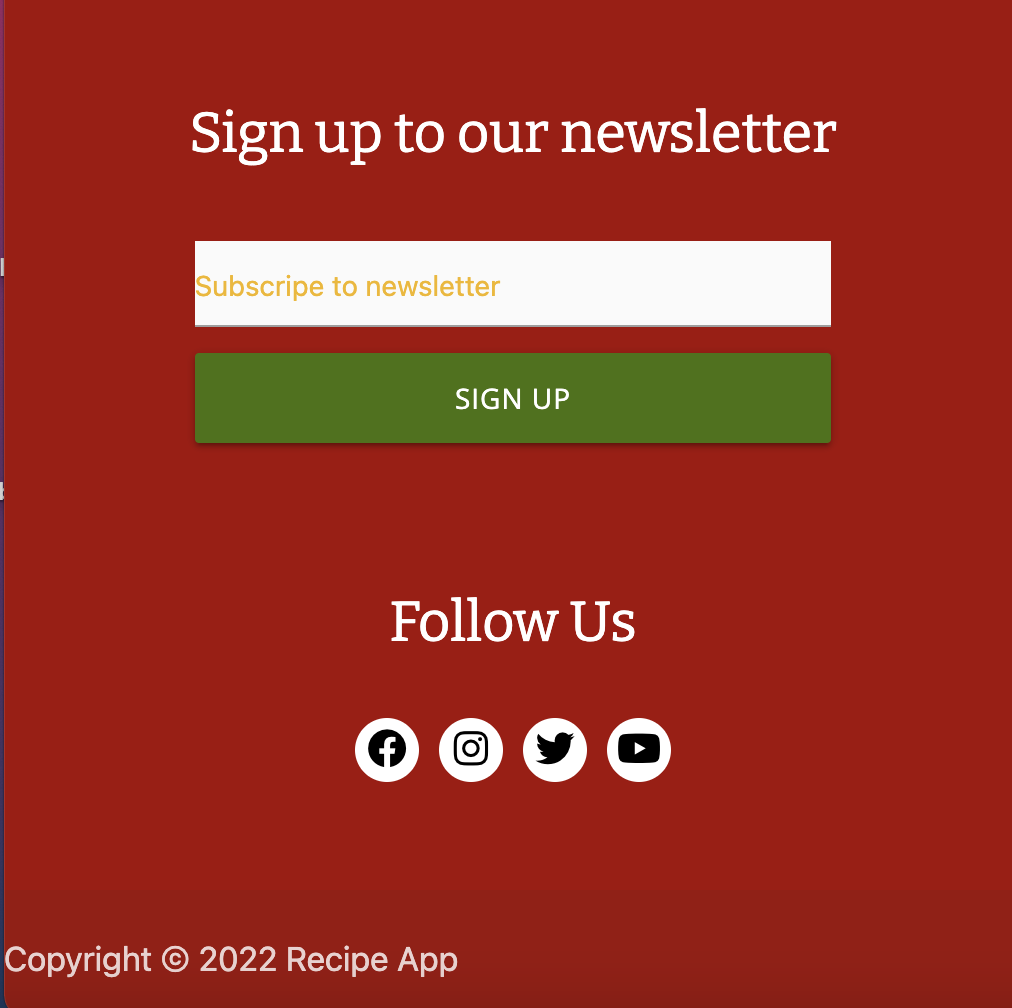 Sign up to our newsletter
Subscripe to newsletter
SIGN UP
Follow Us
Copyright © 2022 Recipe App